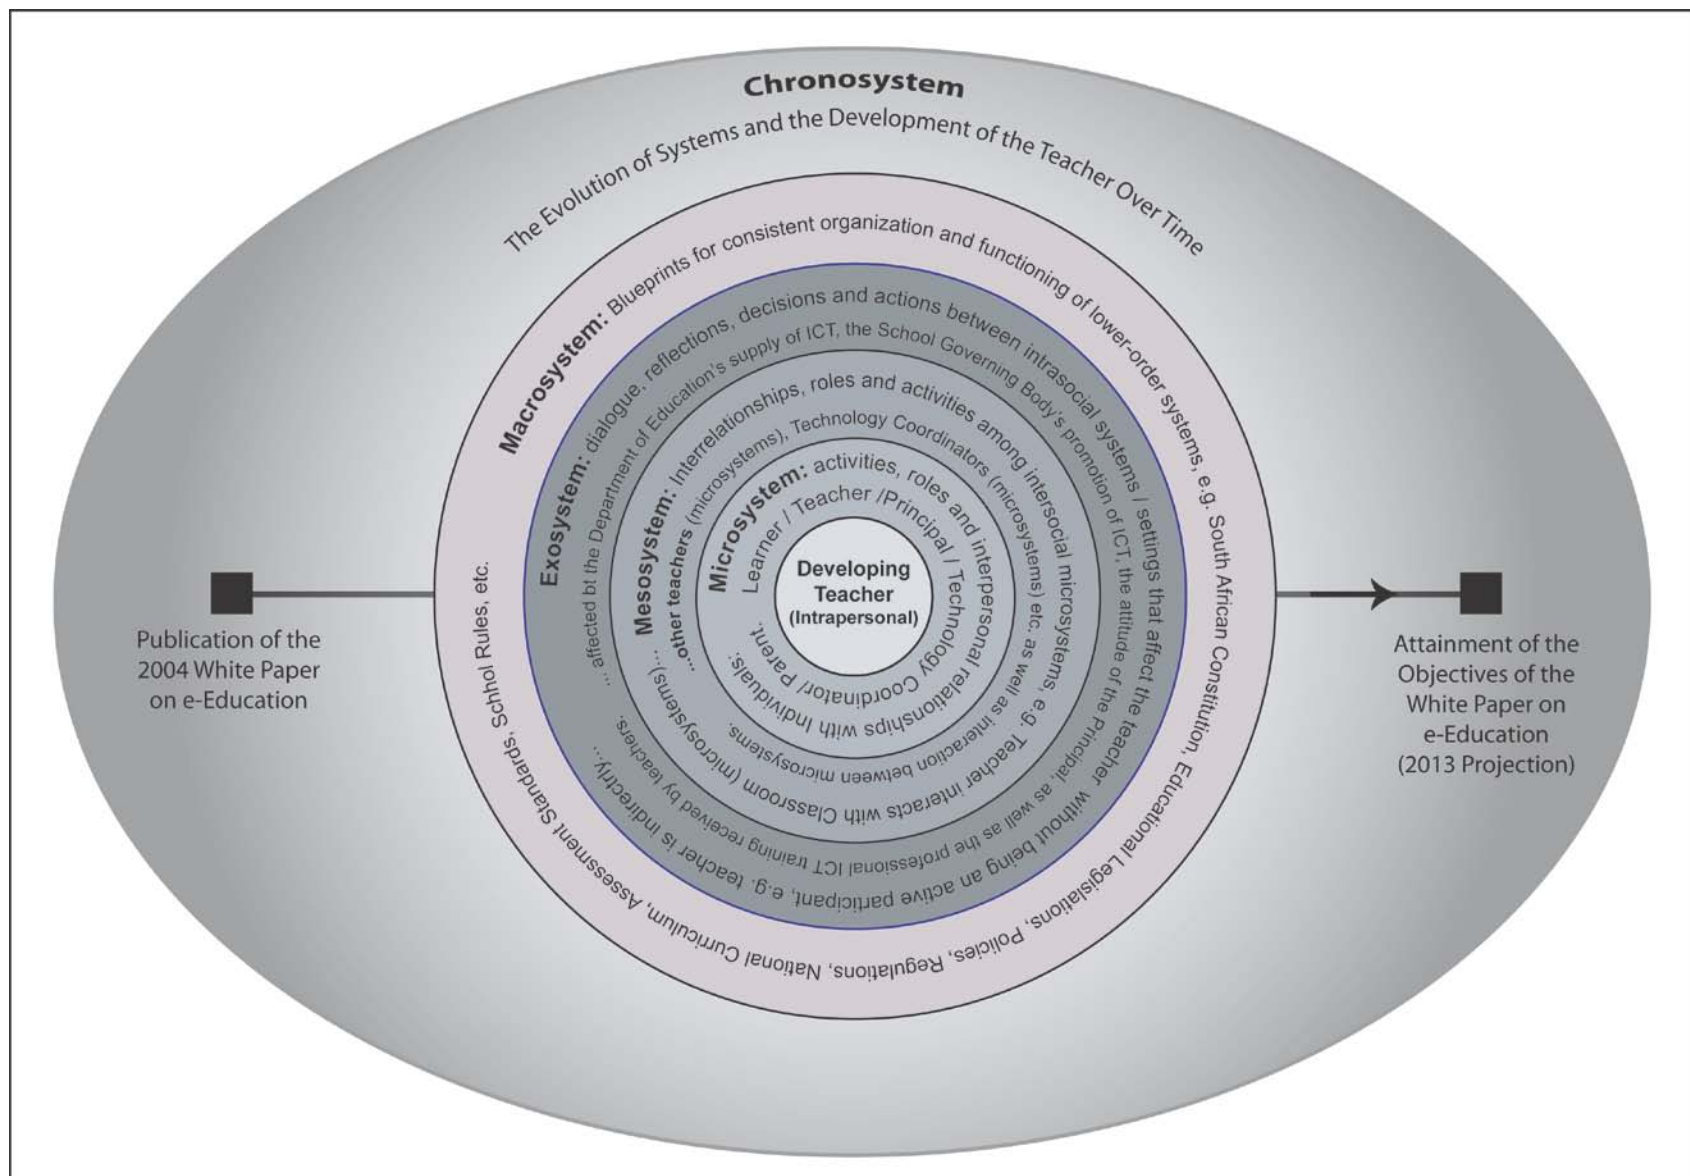 Chronosystem
The Evolution of Systems and the Development of the Teacher Over Time
Macrosystem: Blueprints for consistent organization and functioning of lower-order systems, e.g. South African Constitution, Educational Legislations, Policies, Regulations, National Curriculum, Assessment Standards, Schhol Rules, etc.
Exosystem: dialogue, reflections, decisions and actions between intrasocial systems / settings that affect the teacher without being an active participant, e.g. teacher is indirectly...
.... affected bt the Department of Education's supply of ICT, the School Governing Body's promotion of ICT, the attitude of the Principal, as well as the professional ICT training received by teachers.
Mesosystem: Interrelationships, roles and activities among intersocial microsystems, e.g. Teacher interacts with Classroom (microsystems)...
...other teachers (microsystems), Technology Coordinators (microsystems) etc. as well as interaction between microsystems.
Microsystem: activities, roles and interpersonal relationships with Individuals:
Learner / Teacher /Principal / Technology Coordinator/ Parent.
Developing
Teacher
(Intrapersonal)
Publication of the
2004 White Paper
on e-Education
Attainment of the
Objectives of the
White Paper on
e-Education
(2013 Projection)